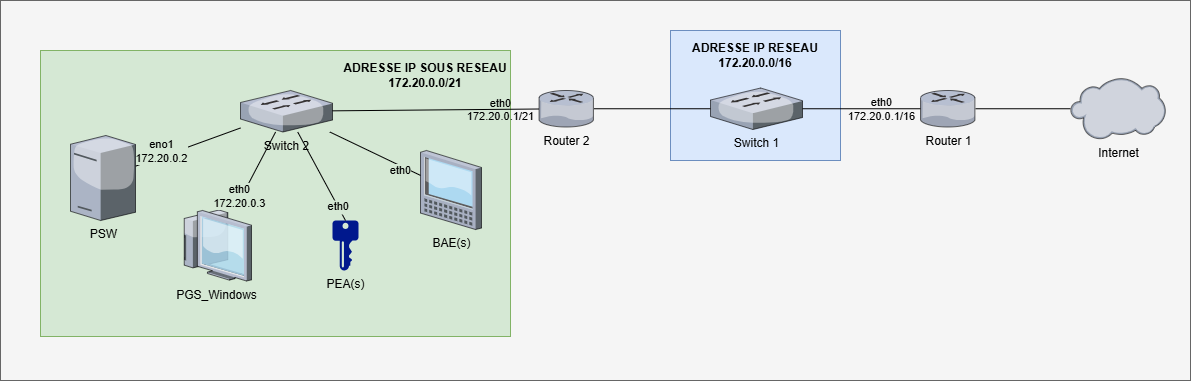 ADRESSE IP SOUS RESEAU
172.20.0.0/21
ADRESSE IP RESEAU
172.20.0.0/16
eth0
172.20.0.1/21
eth0
172.20.0.1/16
Switch 2
Router 2
Switch 1
Router 1
Internet
eno1
172.20.0.2
eth0
172.20.0.3
eth0
eth0
PSW
PGS_Windows
PEA(s)
BAE(s)